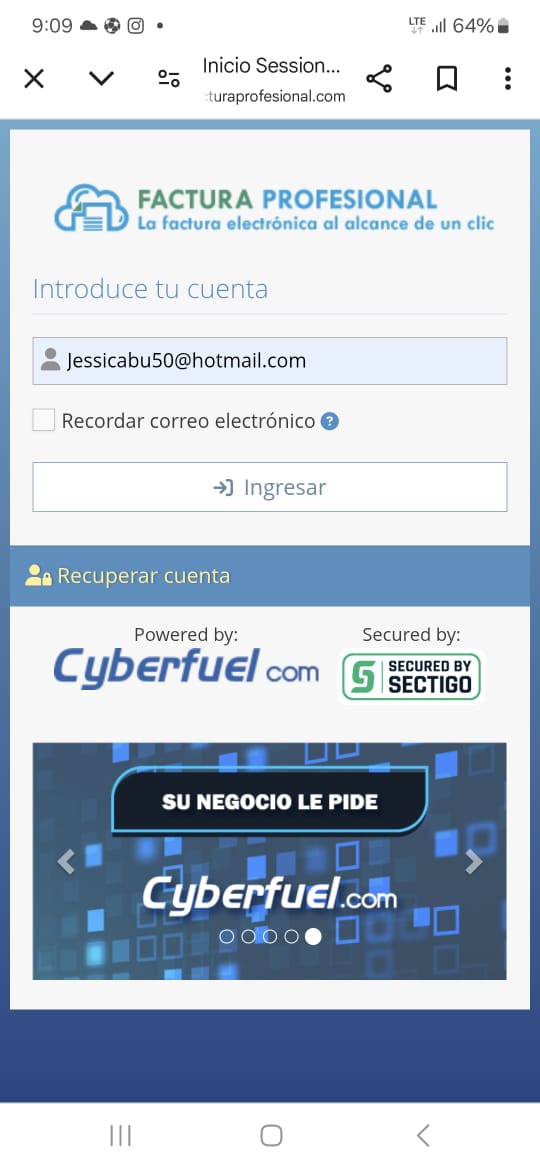 9:09
LTE 64%
Inicio Session...
turaprofesional.com
FACTURA PROFESIONAL
La factura electrónica al alcance de un clic
Introduce tu cuenta
Jessicabu50@hotmail.com
Recordar correo electrónico ?
Ingresar
Recuperar cuenta
Powered by:
Cyberfuel com
Secured by:
S SECURED BY
SECTIGO
SU NEGOCIO LE PIDE
Cyberfuel.com